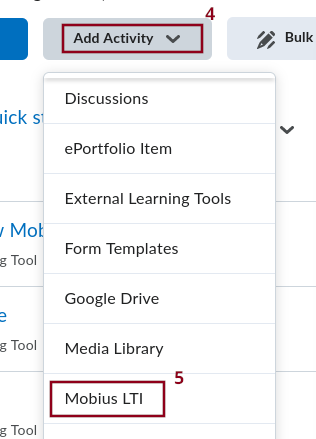 4
Add Activity
Bulk
Discussions
uick st
ePortfolio Item
External Learning Tools
w Mob
Form Templates
g Tool
Google Drive
e
g Tool
Media Library
5
Mobius LTI
g Tool